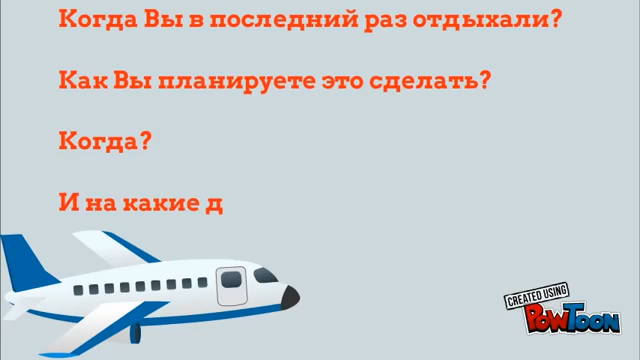 Когда Вы в последний раз отдыхали?
Как Вы планируете это сделать?
Когда?
И на какие д
CREATED USING
POWTOON